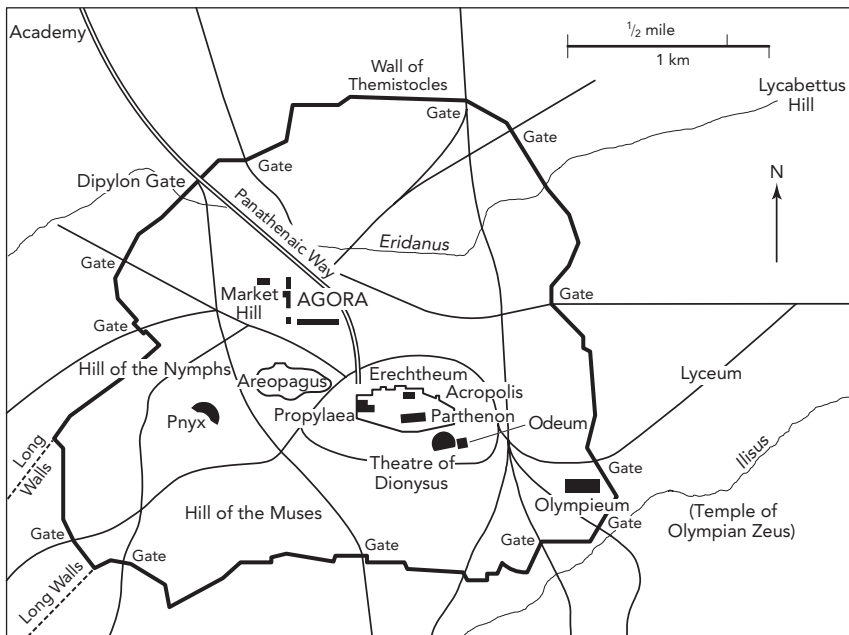 Academy
1/2 mile
1 km
Wall of
Themistocles
Lycabettus
Hill
Gate
Gate
Gate
N
Dipylon Gate
Panathenaic Way
Eridanus
Gate
Market
Hill
AGORA
Gate
Gate
Hill of the Nymphs
Areopagus
Erechtheum
Acropolis
Lyceum
Pnyx
Propylaea
Parthenon
Odeum
Long
Walls
Theatre of
Dionysus
Gate
Ilisus
Olympieum
(Temple of
Olympian Zeus)
Hill of the Muses
Gate
Gate
Gate
Gate
Gate
Long Walls